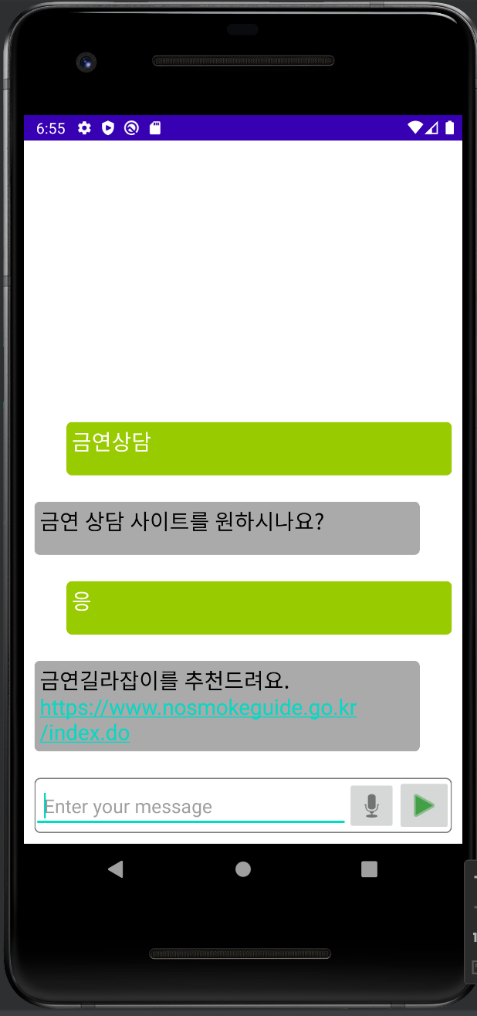 6:55
금연상담
금연 상담 사이트를 원하시나요?
응
금연길라잡이를 추천드려요.
https://www.nosmokeguide.go.kr
/index.do
Enter your message